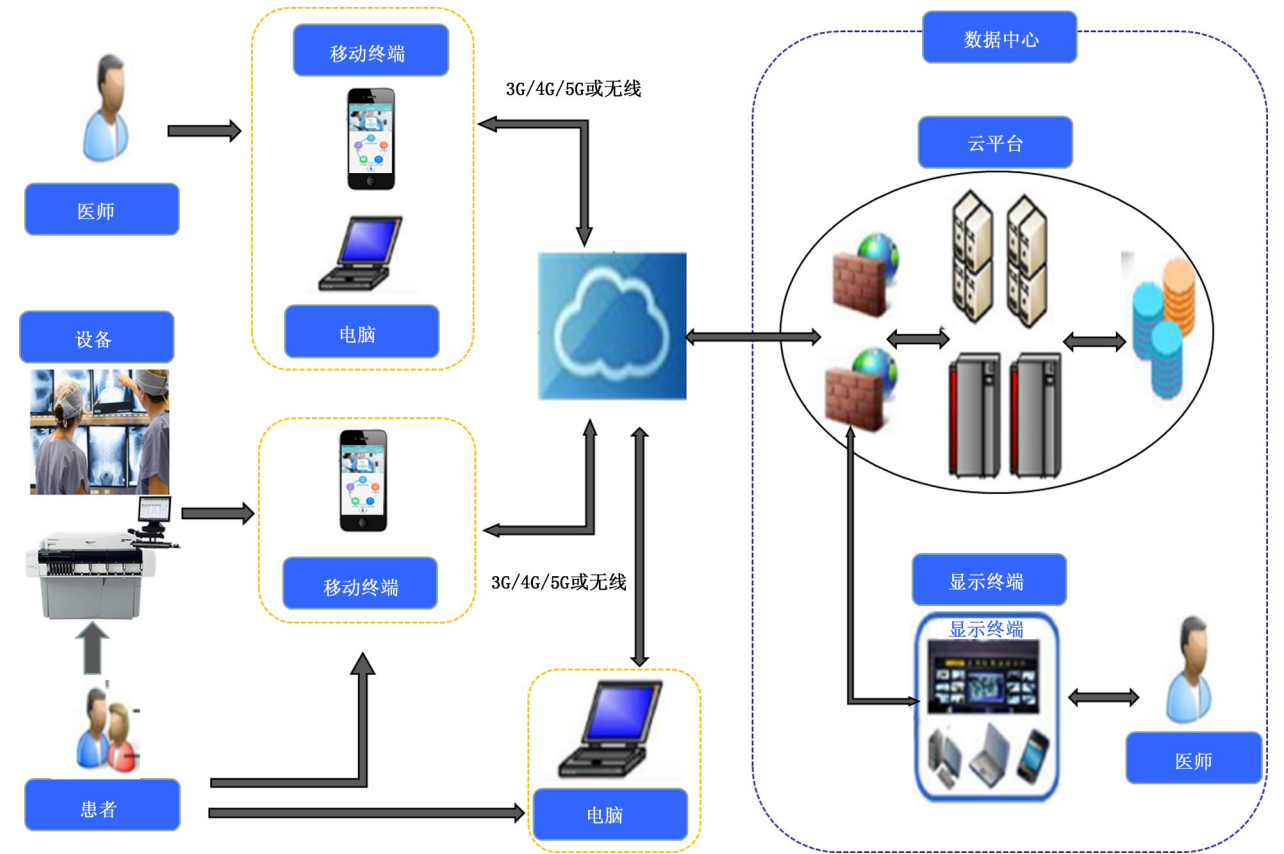 移动终端
数据中心
3G/4G/5G或无线
云平台
医师
电脑
设备
移动终端
3G/4G/5G或无线
显示终端
显示终端
医师
患者
电脑